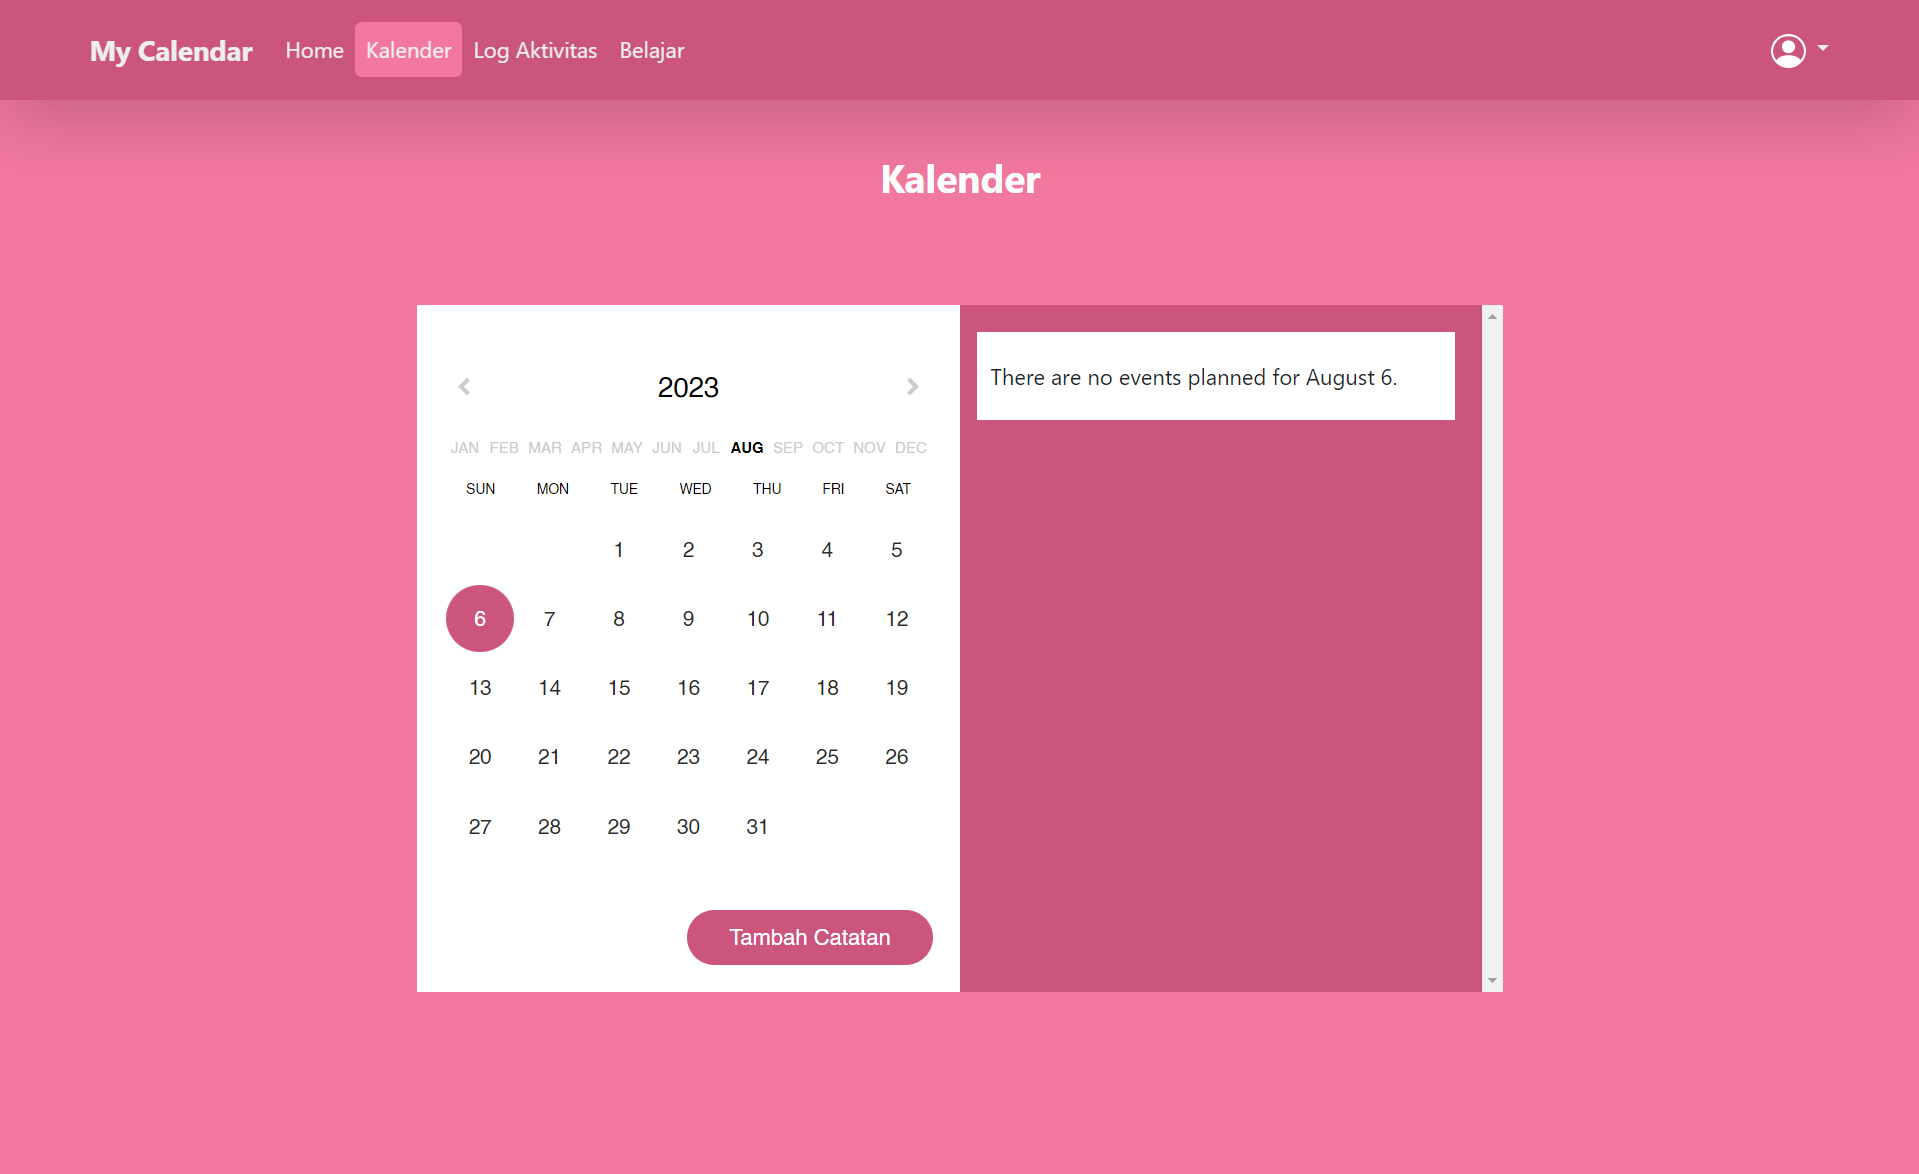 My Calendar Home Kalender Log Aktivitas Belajar
Kalender
2023
JAN FEB MAR APR MAY JUN JUL AUG SEP OCT NOV DEC
SUN MON TUE WED THU FRI SAT
1 2 3 4 5
6 7 8 9 10 11 12
13 14 15 16 17 18 19
20 21 22 23 24 25 26
27 28 29 30 31
Tambah Catatan
There are no events planned for August 6.